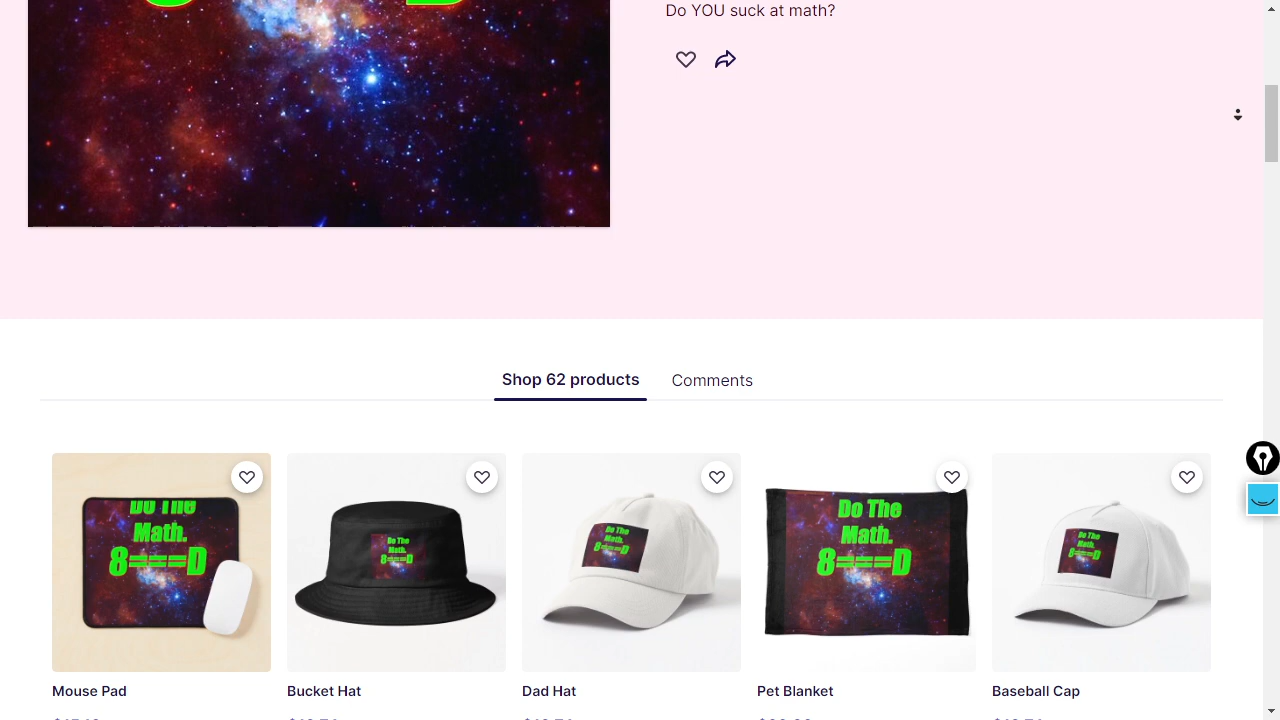 Do YOU suck at math?
Shop 62 products
Comments
Do The
Math.
8===D
Do The
Math.
8===D
Do The
Math.
8===D
Do The
Math.
8===D
Do The
Math.
8===D
Mouse Pad
Bucket Hat
Dad Hat
Pet Blanket
Baseball Cap